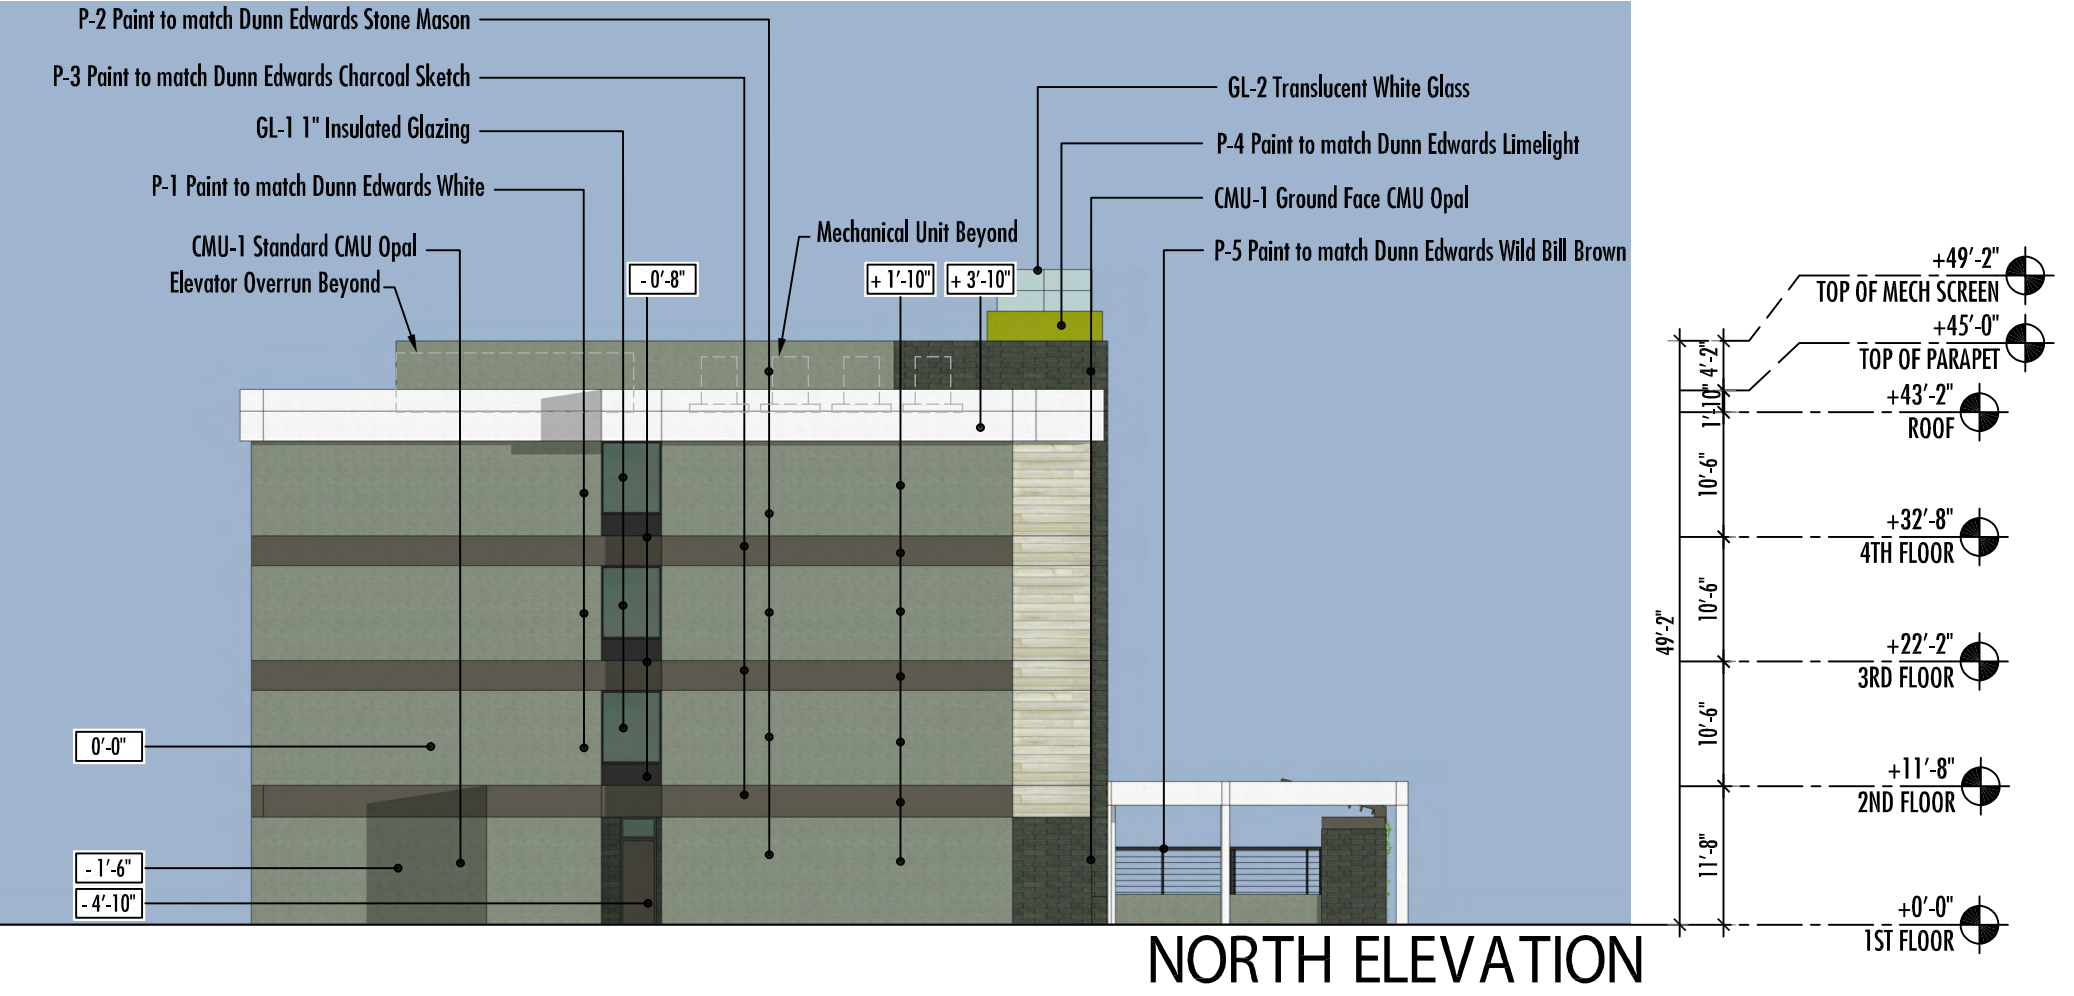 P-2 Paint to match Dunn Edwards Stone Mason
P-3 Paint to match Dunn Edwards Charcoal Sketch
GL-1 1" Insulated Glazing
P-1 Paint to match Dunn Edwards White
CMU-1 Standard CMU Opal
Elevator Overrun Beyond
- 0'-8"
Mechanical Unit Beyond
+ 1'-10"
+ 3'-10"
GL-2 Translucent White Glass
P-4 Paint to match Dunn Edwards Limelight
CMU-1 Ground Face CMU Opal
P-5 Paint to match Dunn Edwards Wild Bill Brown
0'-0"
- 1'-6"
- 4'-10"
49'-2"
4'-2"
1'-10"
10'-6"
10'-6"
10'-6"
11'-8"
+49'-2"
TOP OF MECH SCREEN
+45'-0"
TOP OF PARAPET
+43'-2"
ROOF
+32'-8"
4TH FLOOR
+22'-2"
3RD FLOOR
+11'-8"
2ND FLOOR
+0'-0"
1ST FLOOR
NORTH ELEVATION